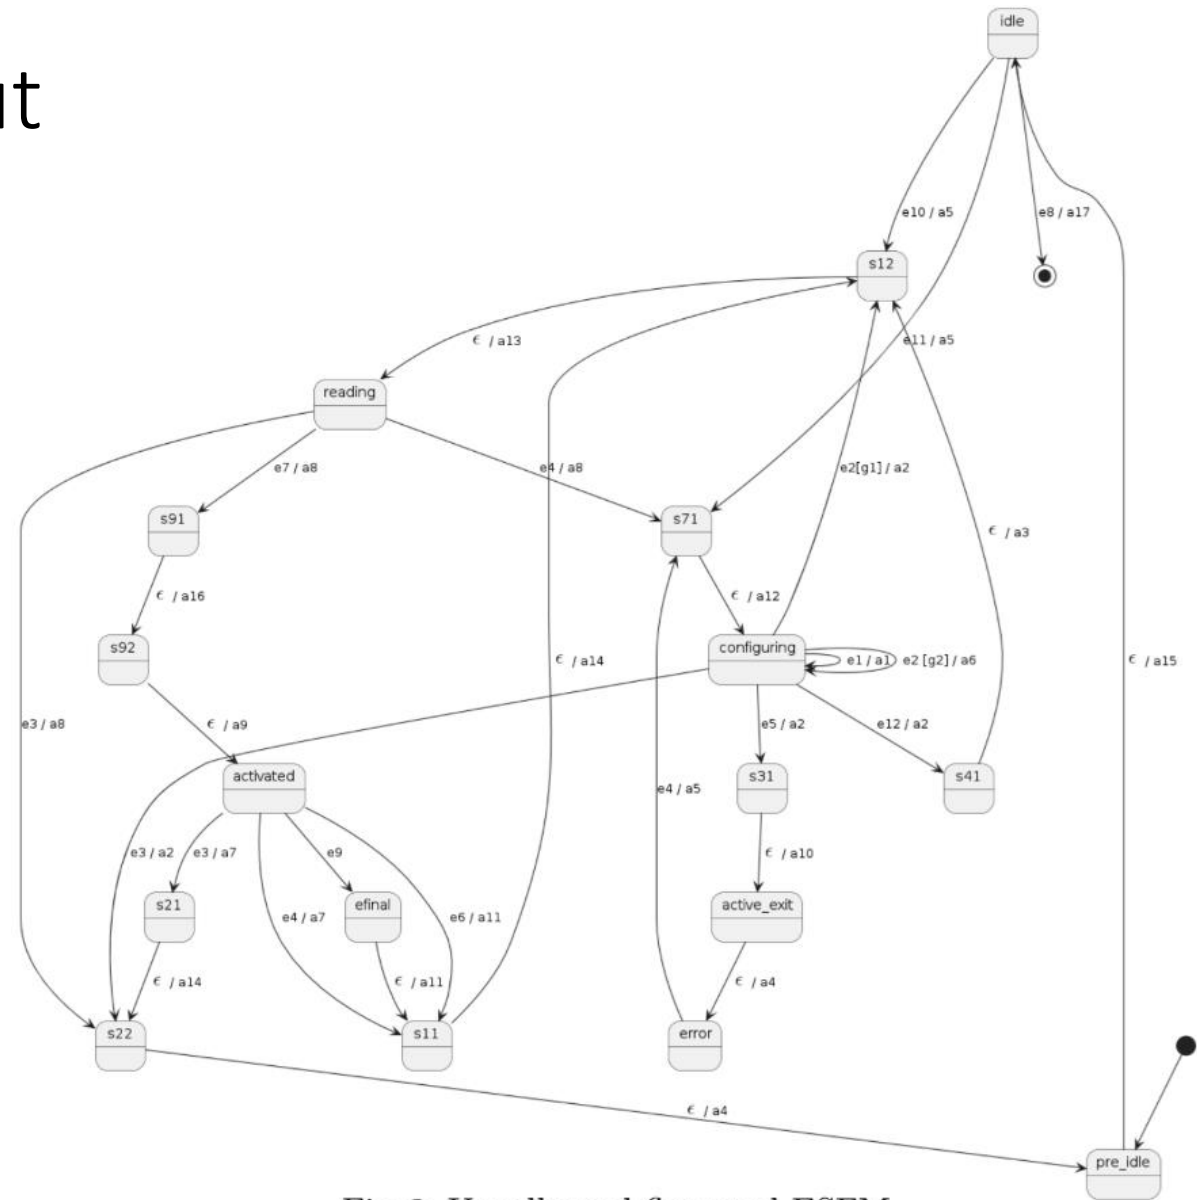 idle
ut
e10 / a5
e8 / a17
s12
e11 / a5
ϵ / a13
reading
e7 / a8
e4 / a8
e2[g1] / a2
s91
s71
ϵ / a3
ϵ / a16
ϵ / a12
s92
configuring
e1 / a1
e2 [g2] / a6
ϵ / a14
ϵ / a15
e3 / a8
ϵ / a9
e5 / a2
e12 / a2
activated
s31
s41
e4 / a5
e3 / a2
e3 / a7
e9
ϵ / a10
s21
efinal
active_exit
e4 / a7
e6 / a11
ϵ / a14
ϵ / a11
ϵ / a4
s22
s11
error
ϵ / a4
pre_idle